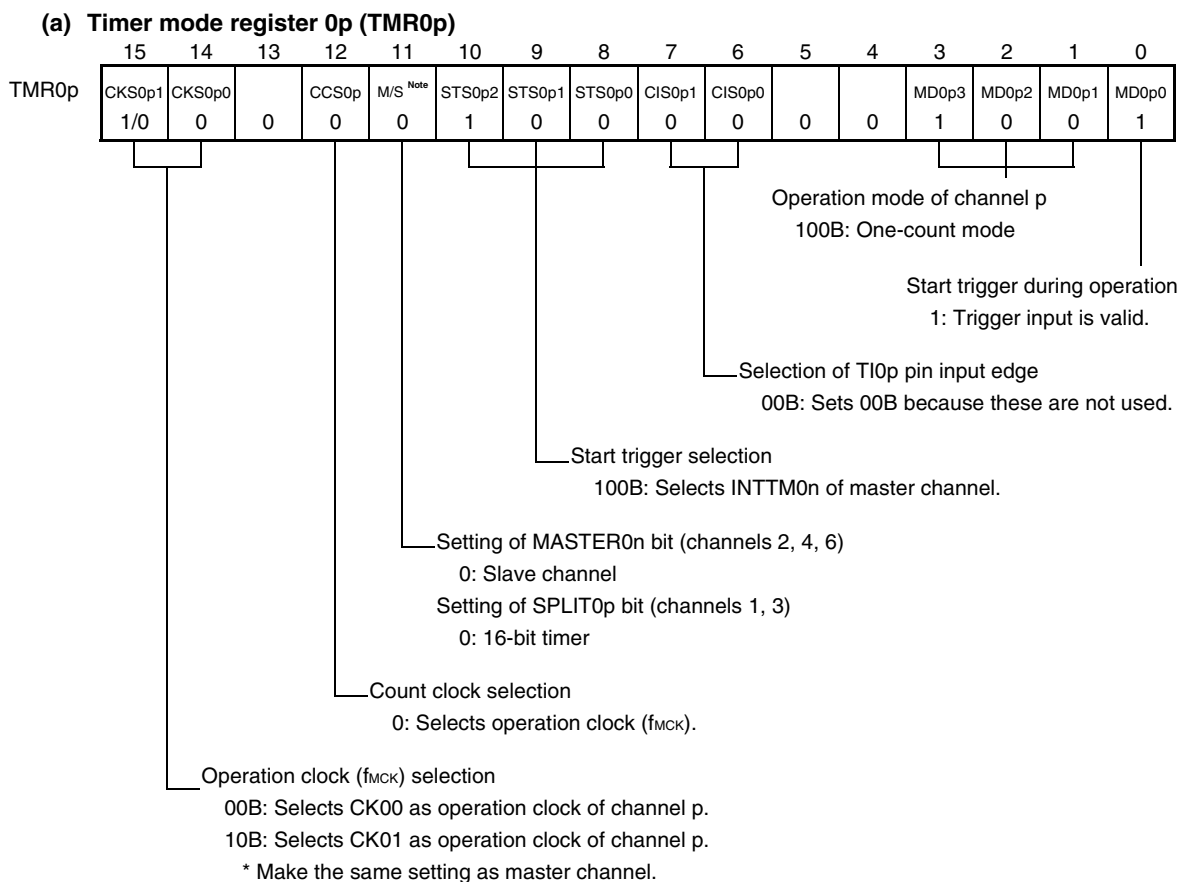 (a) Timer mode register 0p (TMR0p)
15 14 13 12 11 10 9 8 7 6 5 4 3 2 1 0
TMR0p CKS0p1 CKS0p0 CCS0p M/S Note STS0p2 STS0p1 STS0p0 CIS0p1 CIS0p0 MD0p3 MD0p2 MD0p1 MD0p0
1/0 0 0 0 0 1 0 0 0 0 0 0 1 0 0 1
Operation mode of channel p
100B: One-count mode
Start trigger during operation
1: Trigger input is valid.
Selection of TI0p pin input edge
00B: Sets 00B because these are not used.
Start trigger selection
100B: Selects INTTM0n of master channel.
Setting of MASTER0n bit (channels 2, 4, 6)
0: Slave channel
Setting of SPLIT0p bit (channels 1, 3)
0: 16-bit timer
Count clock selection
0: Selects operation clock (fMCK).
Operation clock (fMCK) selection
00B: Selects CK00 as operation clock of channel p.
10B: Selects CK01 as operation clock of channel p.
* Make the same setting as master channel.